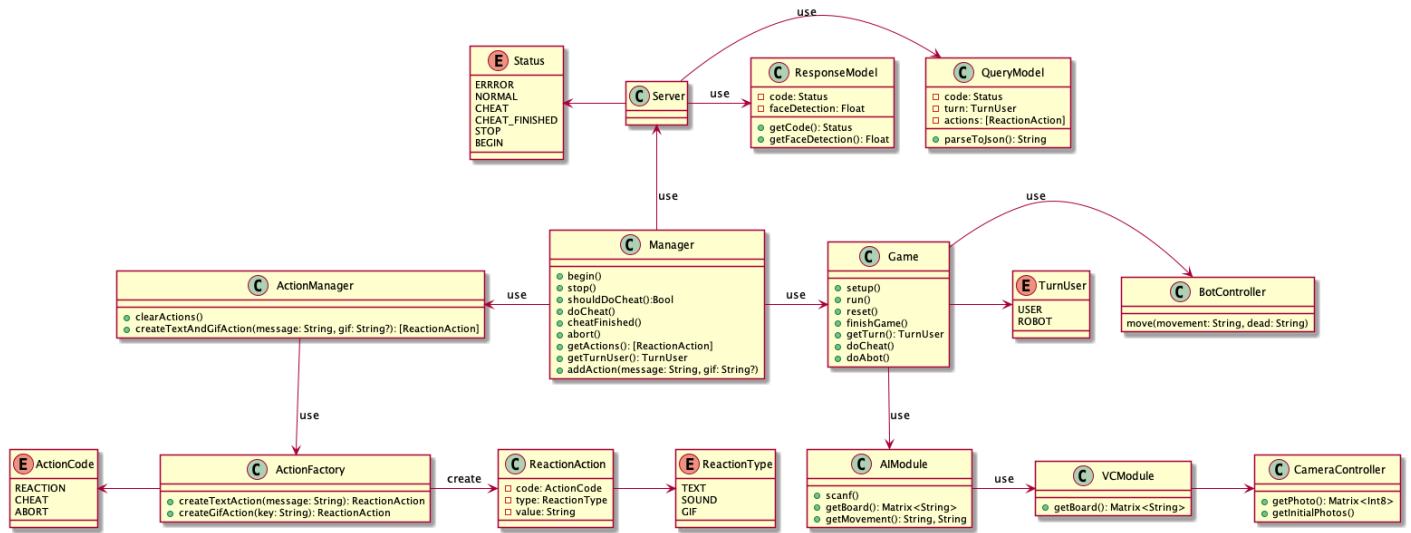 use
E Status
ERRROR
NORMAL
CHEAT
CHEAT_FINISHED
STOP
BEGIN
C Server
use
C ResponseModel
code: Status
faceDetection: Float
getCode(): Status
getFaceDetection(): Float
C QueryModel
code: Status
turn: TurnUser
actions: [ReactionAction]
parseToJson(): String
use
use
C ActionManager
clearActions()
createTextAndGifAction(message: String, gif: String?): [ReactionAction]
use
C Manager
begin()
stop()
shouldDoCheat():Bool
doCheat()
cheatFinished()
abort()
getActions(): [ReactionAction]
getTurnUser(): TurnUser
addAction(message: String, gif: String?)
use
C Game
setup()
run()
reset()
finishGame()
getTurn(): TurnUser
doCheat()
doAbot()
E TurnUser
USER
ROBOT
C BotController
move(movement: String, dead: String)
use
use
E ActionCode
REACTION
CHEAT
ABORT
C ActionFactory
createTextAction(message: String): ReactionAction
createGifAction(key: String): ReactionAction
create
C ReactionAction
code: ActionCode
type: ReactionType
value: String
E ReactionType
TEXT
SOUND
GIF
C AIModule
scanf()
getBoard(): Matrix<String>
getMovement(): String, String
use
C VCModule
getBoard(): Matrix<String>
C CameraController
getPhoto(): Matrix<Int8>
getInitialPhotos()